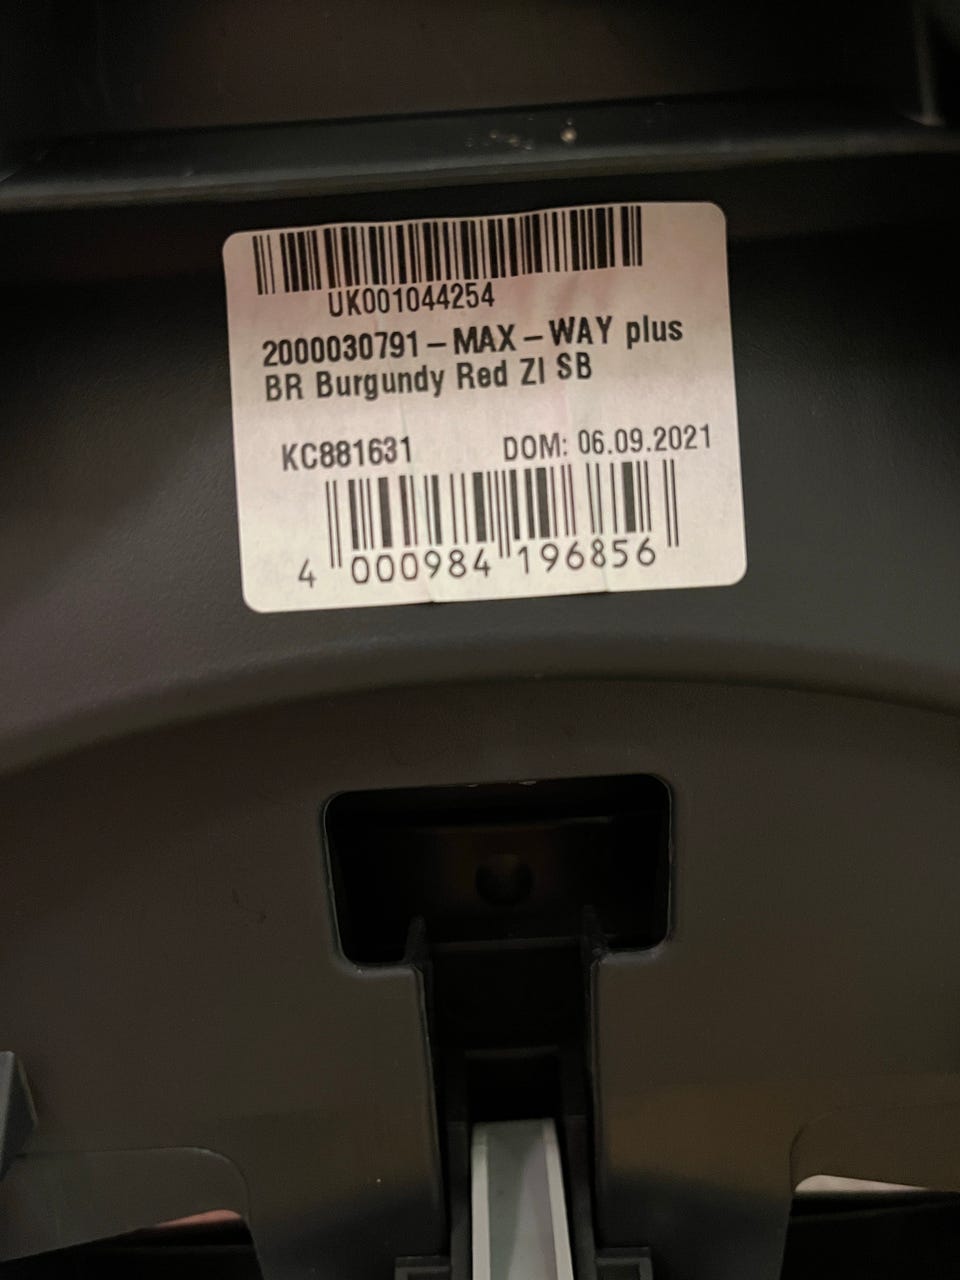 UK001044254
2000030791 – MAX – WAY plus
BR Burgundy Red ZI SB
KC881631 DOM: 06.09.2021
4 000984 196856